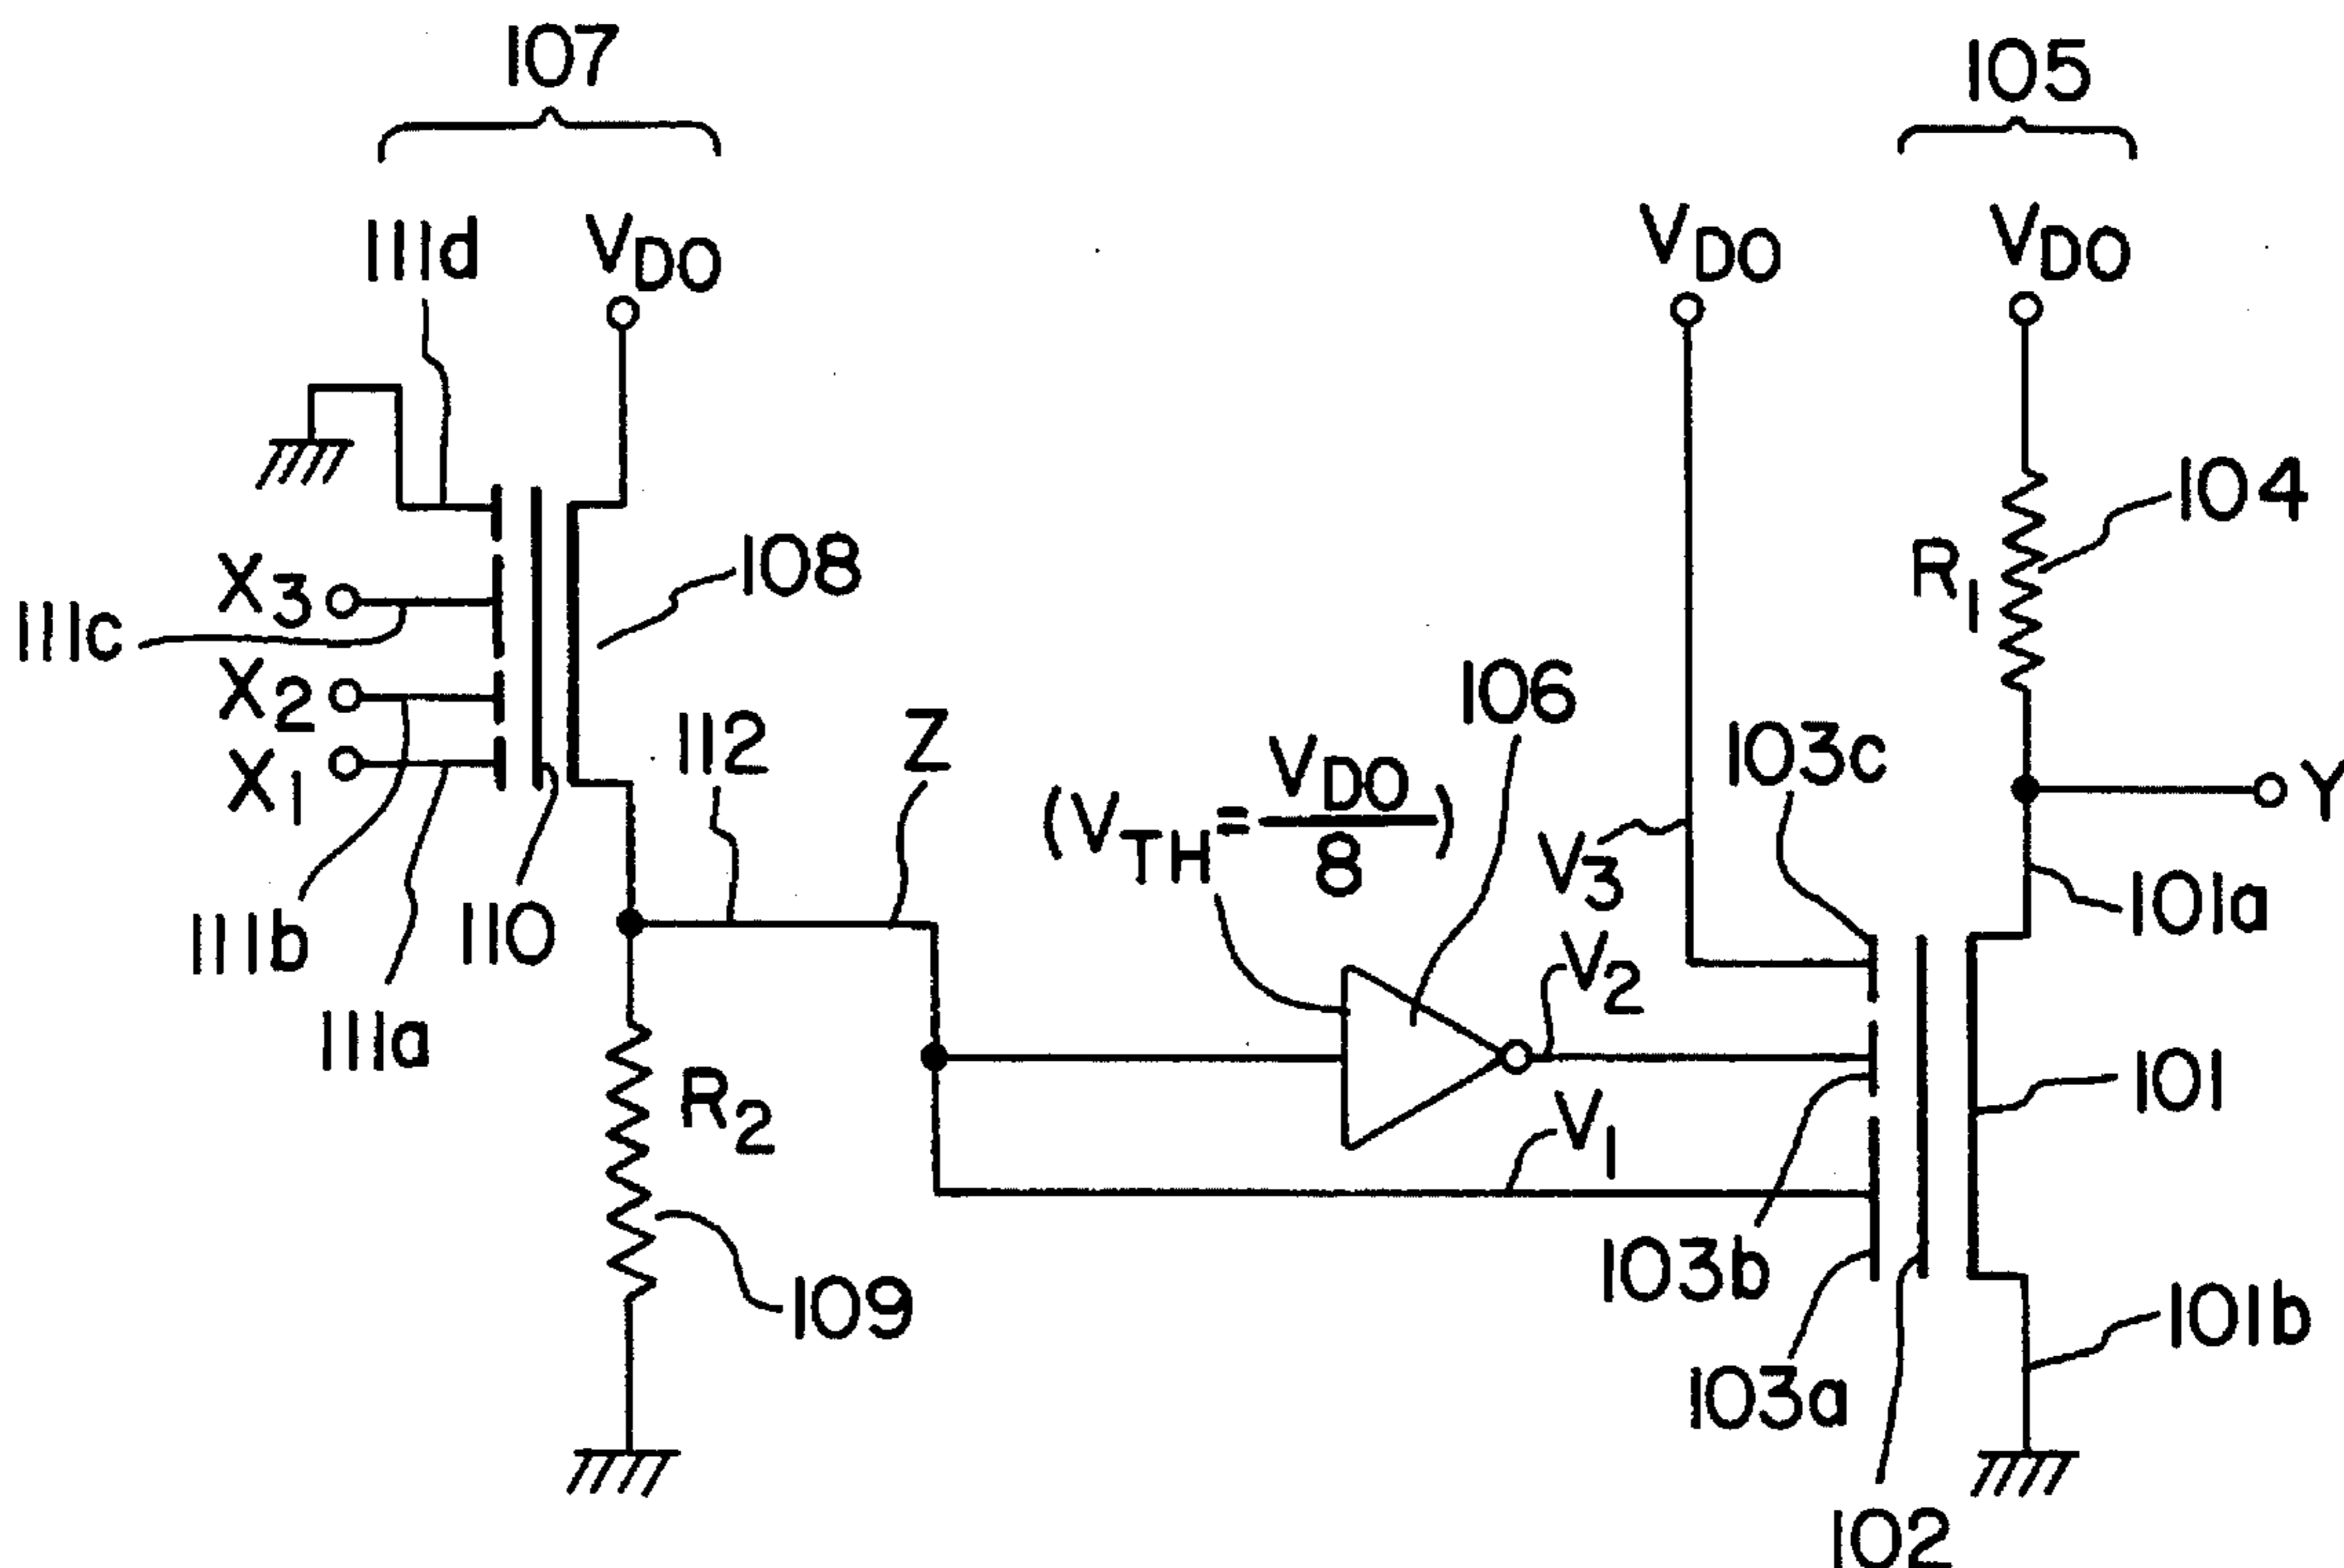 107
105
111d
VDO
VDO
VDO
104
108
X3
R1
111c
X2
106
112
Z
103c
X1
(VTH=VDO/8)
Y
V3
101a
111b
110
V2
111a
101
R2
V1
103b
109
101b
103a
102